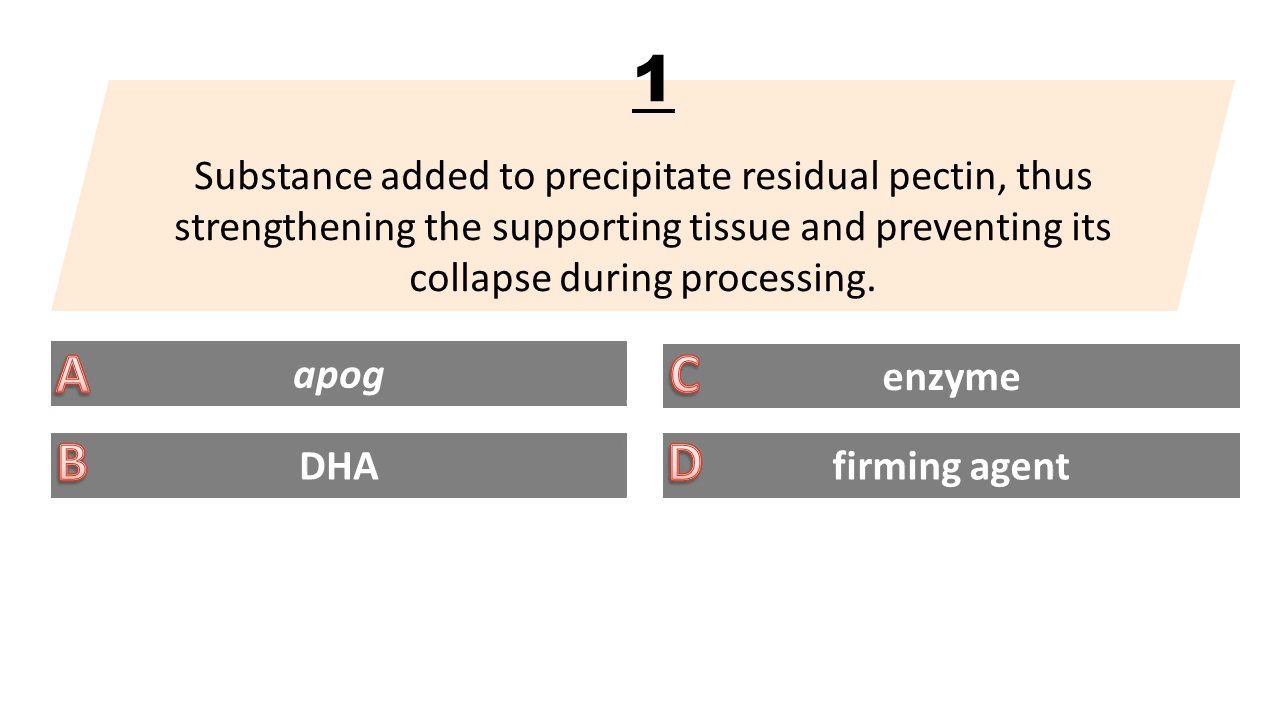 1
Substance added to precipitate residual pectin, thus
strengthening the supporting tissue and preventing its
collapse during processing.
A apog
C enzyme
B DHA
D firming agent